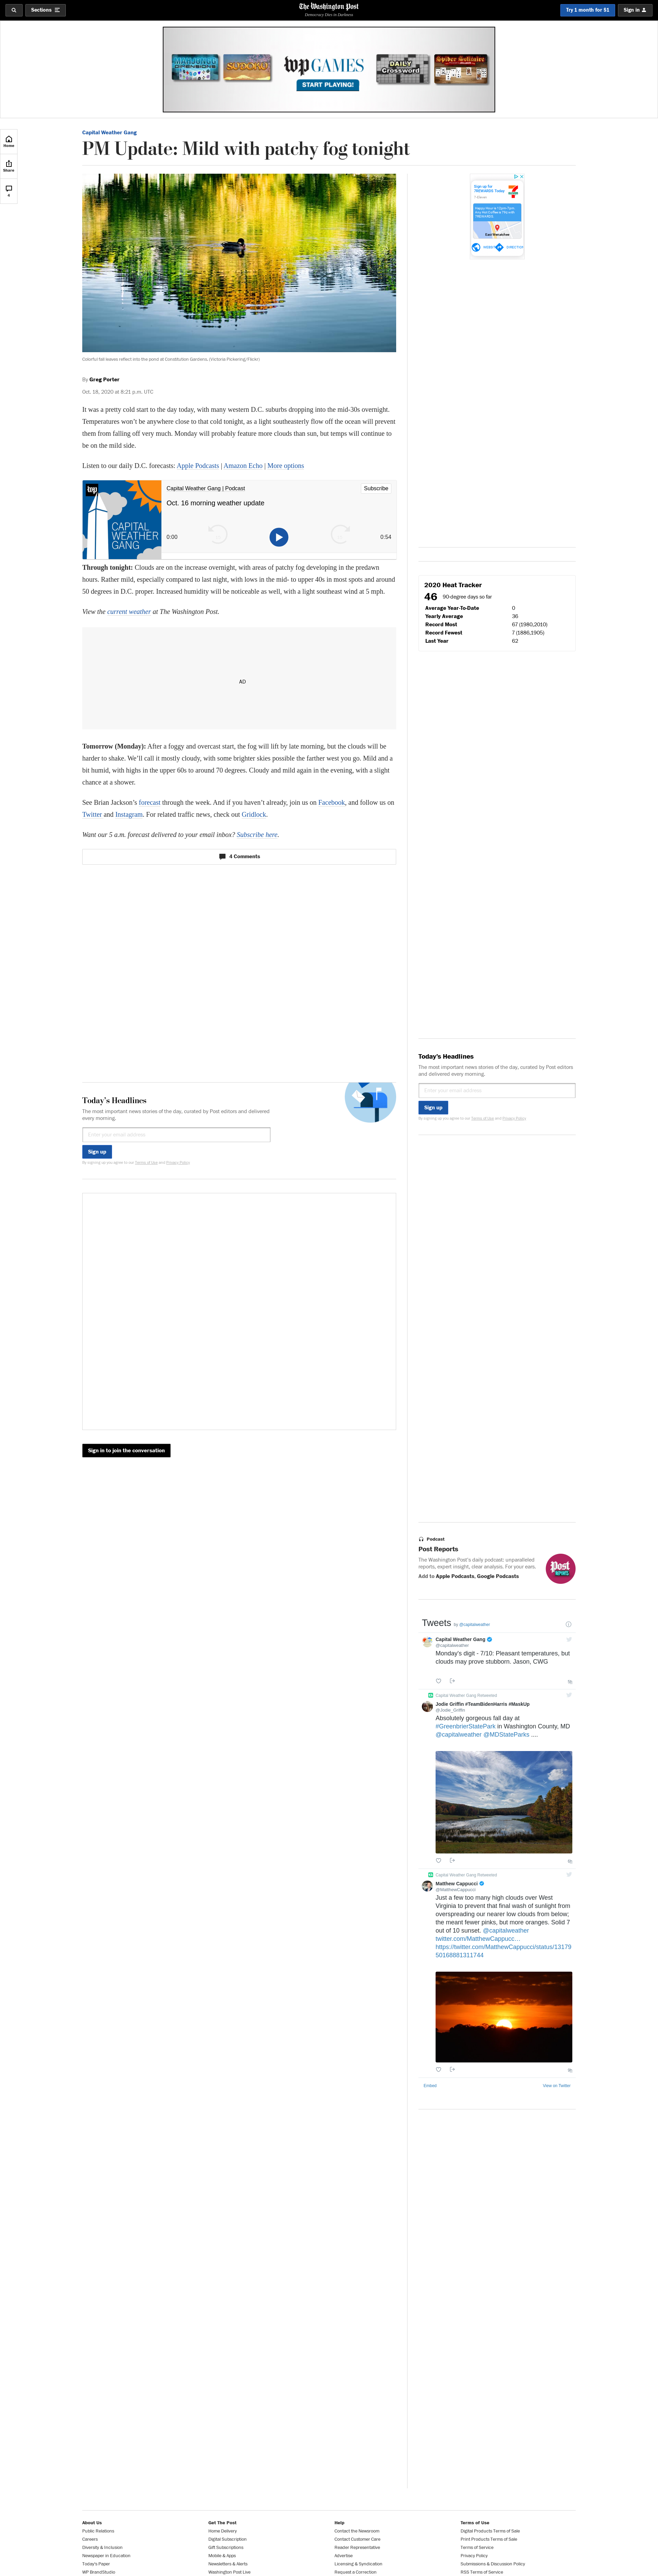 Sections
The Washington Post
Democracy Dies in Darkness
Try 1 month for $1
Sign in
WP GAMES
START PLAYING!
DAILY Crossword
Spider Solitaire
Home
Share
4
Capital Weather Gang
PM Update: Mild with patchy fog tonight
Colorful fall leaves reflect into the pond at Constitution Gardens. (Victoria Pickering/Flickr)
By Greg Porter
Oct. 18, 2020 at 8:21 p.m. UTC
It was a pretty cold start to the day today, with many western D.C. suburbs dropping into the mid-30s overnight.
Temperatures won’t be anywhere close to that cold tonight, as a light southeasterly flow off the ocean will prevent
them from falling off very much. Monday will probably feature more clouds than sun, but temps will continue to
be on the mild side.
Listen to our daily D.C. forecasts: Apple Podcasts | Amazon Echo | More options
wp
CAPITAL
WEATHER
GANG
Capital Weather Gang | Podcast
Subscribe
Oct. 16 morning weather update
0:00
0:54
Through tonight: Clouds are on the increase overnight, with areas of patchy fog developing in the predawn
hours. Rather mild, especially compared to last night, with lows in the mid- to upper 40s in most spots and around
50 degrees in D.C. proper. Increased humidity will be noticeable as well, with a light southeast wind at 5 mph.
View the current weather at The Washington Post.
AD
Tomorrow (Monday): After a foggy and overcast start, the fog will lift by late morning, but the clouds will be
harder to shake. We’ll call it mostly cloudy, with some brighter skies possible the farther west you go. Mild and a
bit humid, with highs in the upper 60s to around 70 degrees. Cloudy and mild again in the evening, with a slight
chance at a shower.
See Brian Jackson’s forecast through the week. And if you haven’t already, join us on Facebook, and follow us on
Twitter and Instagram. For related traffic news, check out Gridlock.
Want our 5 a.m. forecast delivered to your email inbox? Subscribe here.
4 Comments
Today’s Headlines
The most important news stories of the day, curated by Post editors and delivered
every morning.
Enter your email address
Sign up
By signing up you agree to our Terms of Use and Privacy Policy
Sign in to join the conversation
Sign up for
7REWARDS Today
7-Eleven
East Wenatchee
WEBSITE
DIRECTIONS
2020 Heat Tracker
46 90-degree days so far
Average Year-To-Date 0
Yearly Average 36
Record Most 67 (1980,2010)
Record Fewest 7 (1886,1905)
Last Year 62
Today’s Headlines
The most important news stories of the day, curated by Post editors
and delivered every morning.
Enter your email address
Sign up
By signing up you agree to our Terms of Use and Privacy Policy
Podcast
Post Reports
The Washington Post’s daily podcast: unparalleled
reports, expert insight, clear analysis. For your ears.
Add to Apple Podcasts, Google Podcasts
Post
REPORTS
Tweets by @capitalweather
Capital Weather Gang
@capitalweather
Monday's digit - 7/10: Pleasant temperatures, but
clouds may prove stubborn. Jason, CWG
Capital Weather Gang Retweeted
Jodie Griffin #TeamBidenHarris #MaskUp
@Jodie_Griffin
Absolutely gorgeous fall day at
#GreenbrierStatePark in Washington County, MD
@capitalweather @MDStateParks ....
Capital Weather Gang Retweeted
Matthew Cappucci
@MatthewCappucci
Just a few too many high clouds over West
Virginia to prevent that final wash of sunlight from
overspreading our nearer low clouds from below;
the meant fewer pinks, but more oranges. Solid 7
out of 10 sunset. @capitalweather
twitter.com/MatthewCappucc…
https://twitter.com/MatthewCappucci/status/13179
50168881311744
Embed
View on Twitter
About Us
Public Relations
Careers
Diversity & Inclusion
Newspaper in Education
Today's Paper
WP BrandStudio
Get The Post
Home Delivery
Digital Subscription
Gift Subscriptions
Mobile & Apps
Newsletters & Alerts
Washington Post Live
Help
Contact the Newsroom
Contact Customer Care
Reader Representative
Advertise
Licensing & Syndication
Request a Correction
Terms of Use
Digital Products Terms of Sale
Print Products Terms of Sale
Terms of Service
Privacy Policy
Submissions & Discussion Policy
RSS Terms of Service